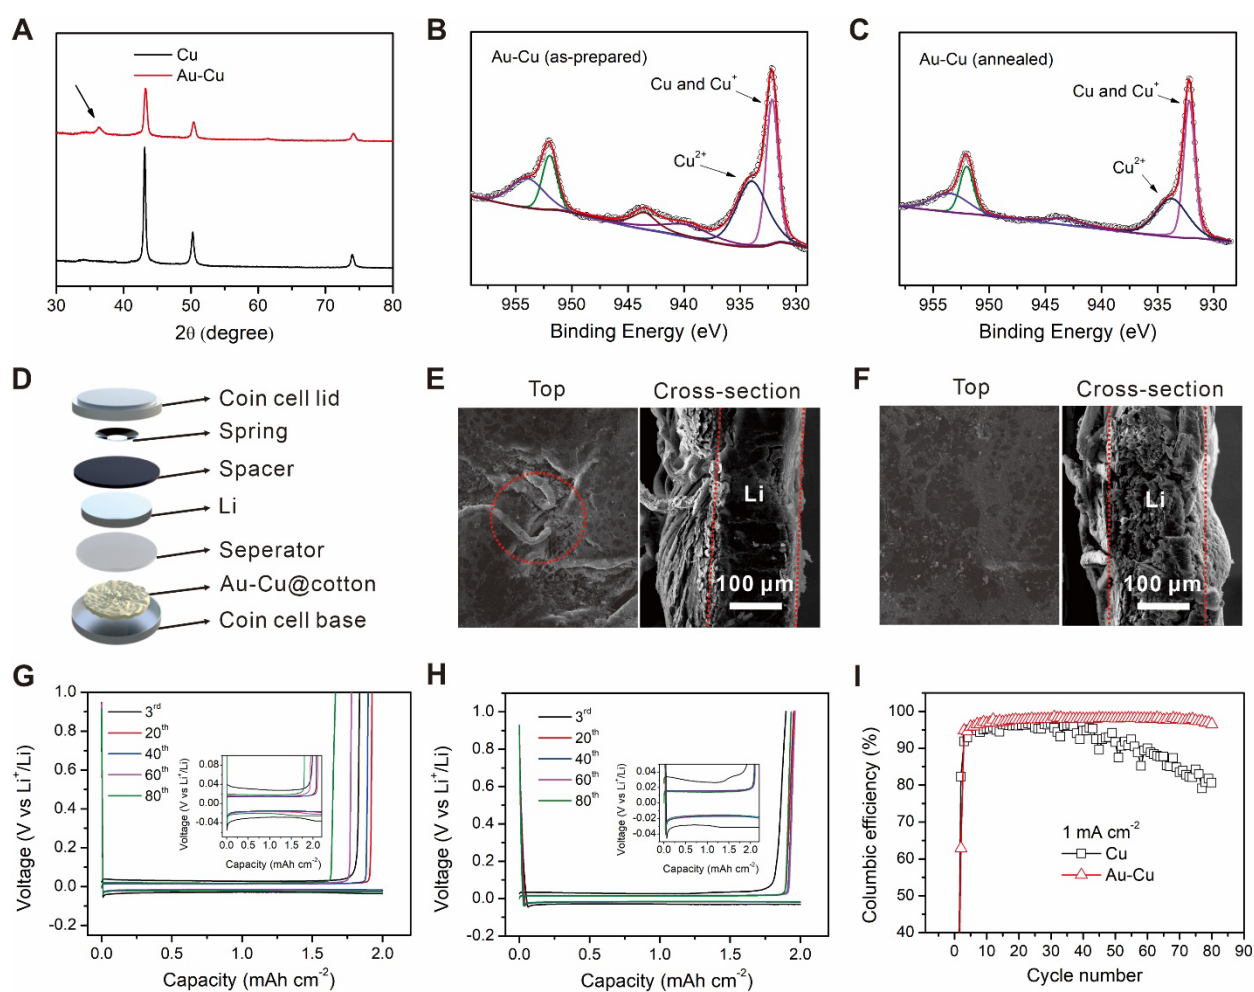 A
Cu
Au-Cu
30 40 50 60 70 80
2θ (degree)
B
Au-Cu (as-prepared)
Cu and Cu⁺
Cu²⁺
955 950 945 940 935 930
Binding Energy (eV)
C
Au-Cu (annealed)
Cu and Cu⁺
Cu²⁺
955 950 945 940 935 930
Binding Energy (eV)
D
Coin cell lid
Spring
Spacer
Li
Seperator
Au-Cu@cotton
Coin cell base
E
Top
Cross-section
Li
100 μm
F
Top
Cross-section
Li
100 μm
G
Voltage (V vs Li⁺/Li)
1.0
0.8
0.6
0.4
0.2
0.0
-0.2
3rd
20th
40th
60th
80th
Voltage (V vs Li⁺/Li)
0.08
0.04
0.00
-0.04
0.0 0.5 1.0 1.5 2.0
Capacity (mAh cm⁻²)
0.0 0.5 1.0 1.5 2.0
Capacity (mAh cm⁻²)
H
Voltage (V vs Li⁺/Li)
1.0
0.8
0.6
0.4
0.2
0.0
-0.2
3rd
20th
40th
60th
80th
Voltage (V vs Li⁺/Li)
0.04
0.02
0.00
-0.02
-0.04
0.0 0.5 1.0 1.5 2.0
Capacity (mAh cm⁻²)
0.0 0.5 1.0 1.5 2.0
Capacity (mAh cm⁻²)
I
Columbic efficiency (%)
100
90
80
70
60
50
40
1 mA cm⁻²
Cu
Au-Cu
0 10 20 30 40 50 60 70 80 90
Cycle number